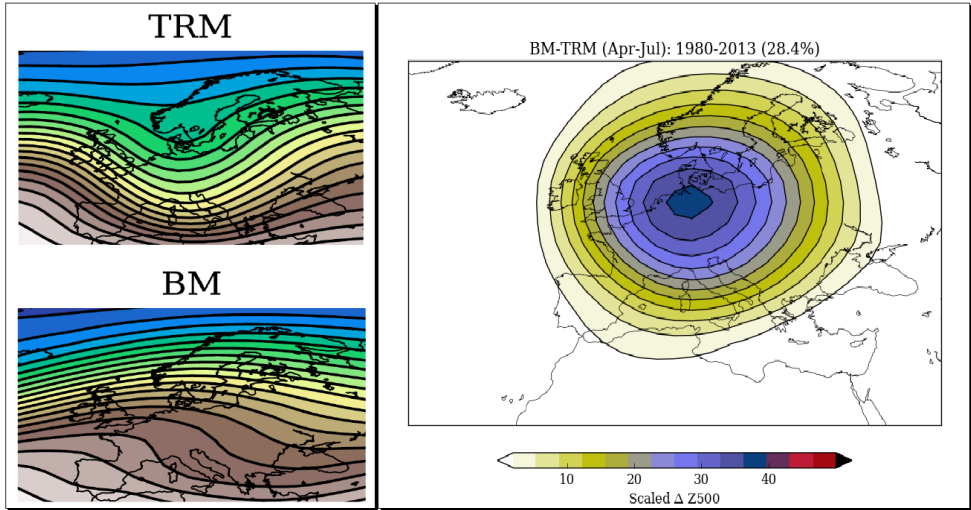 TRM
BM
BM-TRM (Apr-Jul): 1980-2013 (28.4%)
10 20 30 40
Scaled Δ Z500